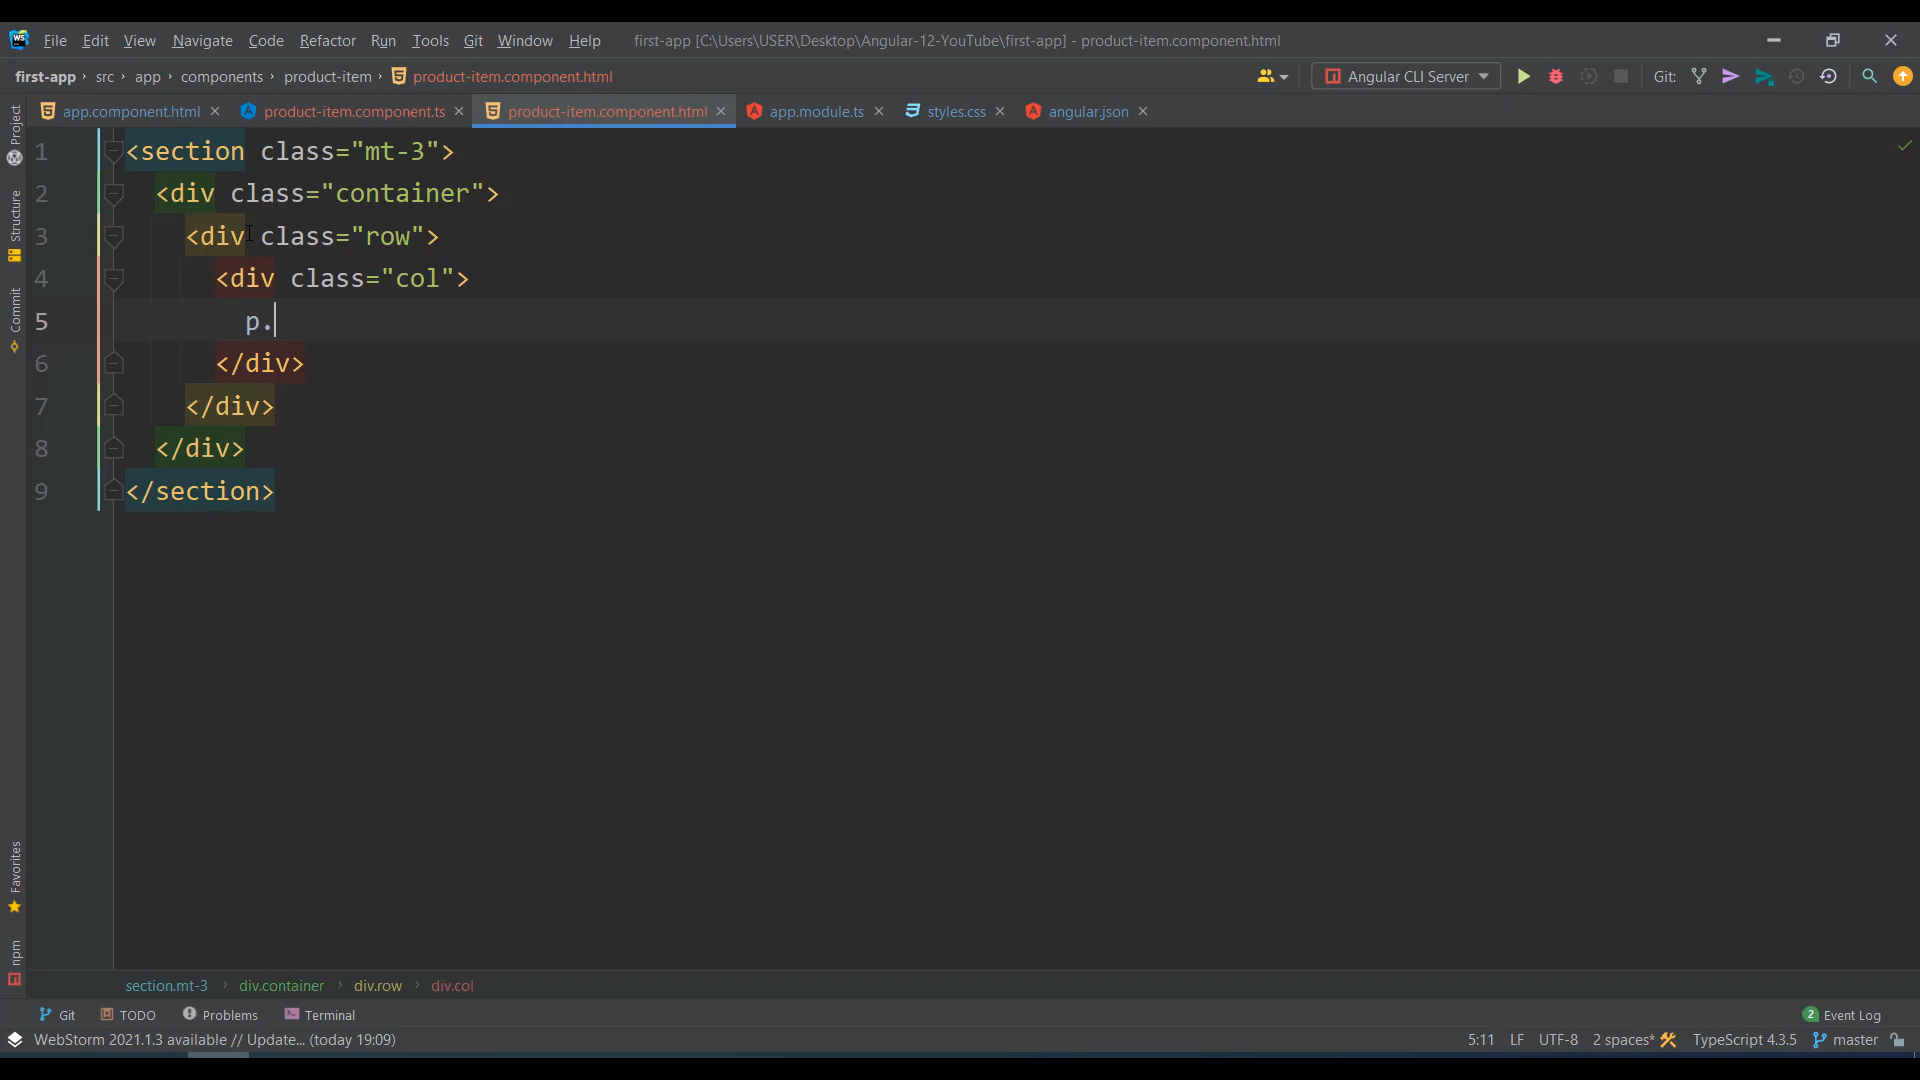 WS File Edit View Navigate Code Refactor Run Tools Git Window Help first-app [C:\Users\USER\Desktop\Angular-12-YouTube\first-app] - product-item.component.html
first-app src app components product-item product-item.component.html Angular CLI Server Git:
app.component.html product-item.component.ts product-item.component.html app.module.ts styles.css angular.json
Project
Structure
Commit
Favorites
npm
1 <section class="mt-3">
2 <div class="container">
3 <div class="row">
4 <div class="col">
5 p.
6 </div>
7 </div>
8 </div>
9 </section>
section.mt-3 div.container div.row div.col
Git TODO Problems Terminal 2 Event Log
WebStorm 2021.1.3 available // Update... (today 19:09) 5:11 LF UTF-8 2 spaces* TypeScript 4.3.5 master